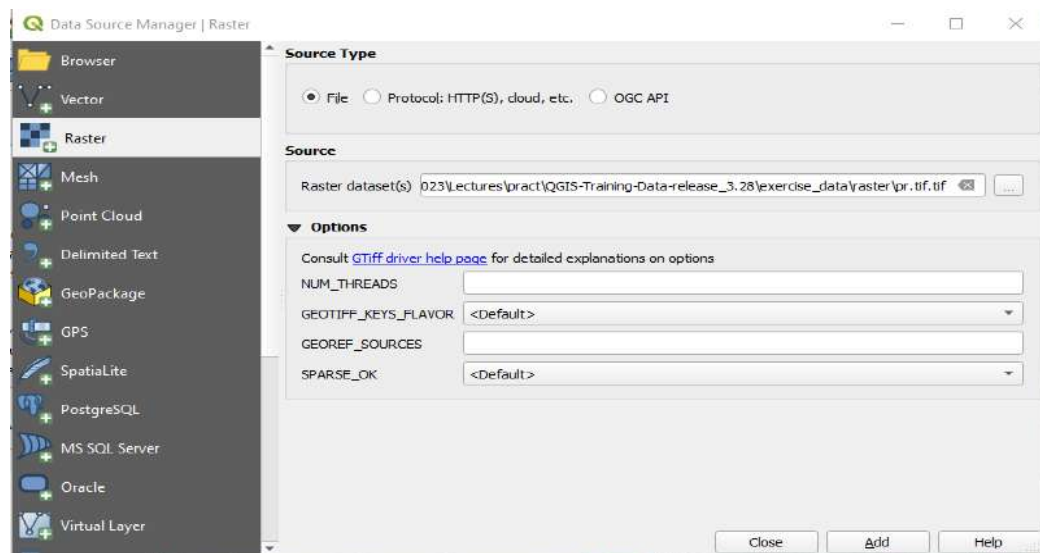 Data Source Manager | Raster
Browser
Vector
Raster
Mesh
Point Cloud
Delimited Text
GeoPackage
GPS
SpatiaLite
PostgreSQL
MS SQL Server
Oracle
Virtual Layer
Source Type
File Protocol: HTTP(S), cloud, etc. OGC API
Source
Raster dataset(s) 023\Lectures\pract\QGIS-Training-Data-release_3.28\exercise_data\raster\pr.tif.tif ...
Options
Consult GTiff driver help page for detailed explanations on options
NUM_THREADS
GEOTIFF_KEYS_FLAVOR <Default>
GEOREF_SOURCES
SPARSE_OK <Default>
Close Add Help